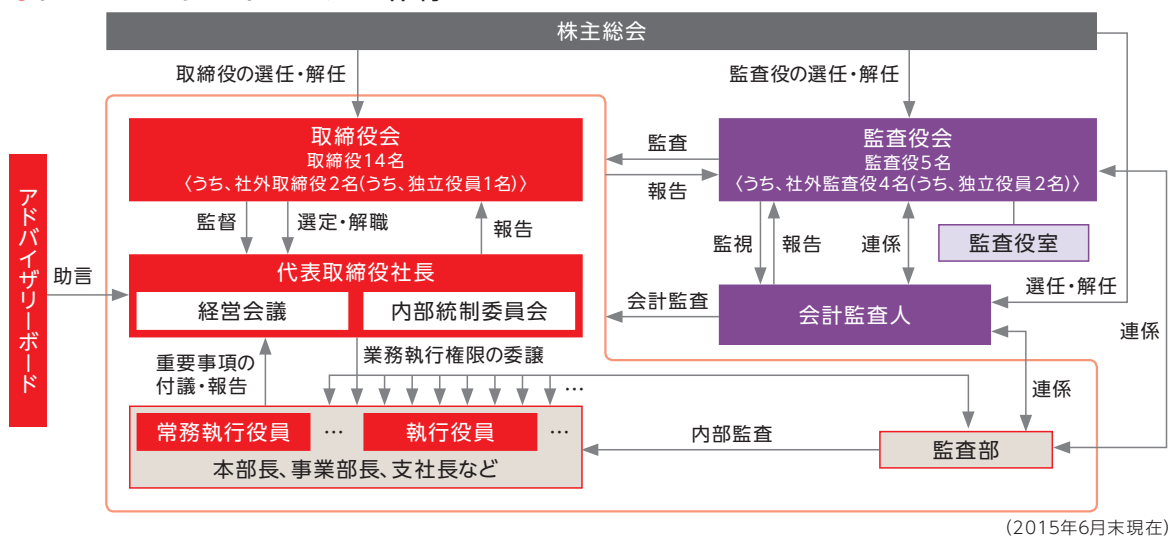 株主総会
取締役の選任・解任
監査役の選任・解任
取締役会
取締役14名
〈うち、社外取締役2名(うち、独立役員1名)〉
監査
報告
監査役会
監査役5名
〈うち、社外監査役4名(うち、独立役員2名)〉
アドバイザリーボード
助言
監督
選定・解職
報告
監視
報告
連係
監査役室
代表取締役社長
経営会議
内部統制委員会
会計監査
会計監査人
選任・解任
連係
重要事項の
付議・報告
業務執行権限の委譲
…
連係
常務執行役員
…
執行役員
…
本部長、事業部長、支社長など
内部監査
監査部
(2015年6月末現在)